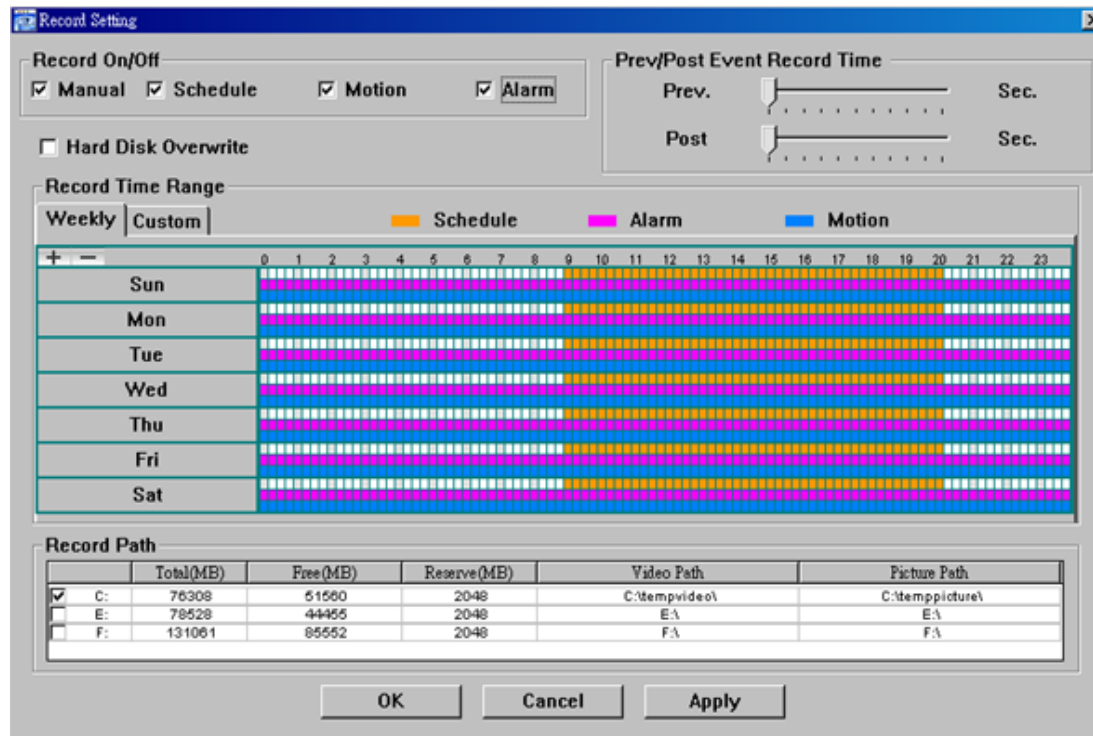 Record Setting
Record On/Off
Manual Schedule Motion Alarm
Prev/Post Event Record Time
Prev. Sec.
Post Sec.
Hard Disk Overwrite
Record Time Range
Weekly Custom
Schedule Alarm Motion
+ − 0 1 2 3 4 5 6 7 8 9 10 11 12 13 14 15 16 17 18 19 20 21 22 23
Sun
Mon
Tue
Wed
Thu
Fri
Sat
Record Path
Total(MB) Free(MB) Reserve(MB) Video Path Picture Path
C: 76308 51560 2048 C:\tempvideo\ C:\temppicture\
E: 78528 44455 2048 E:\ E:\
F: 131061 85552 2048 F:\ F:\
OK Cancel Apply